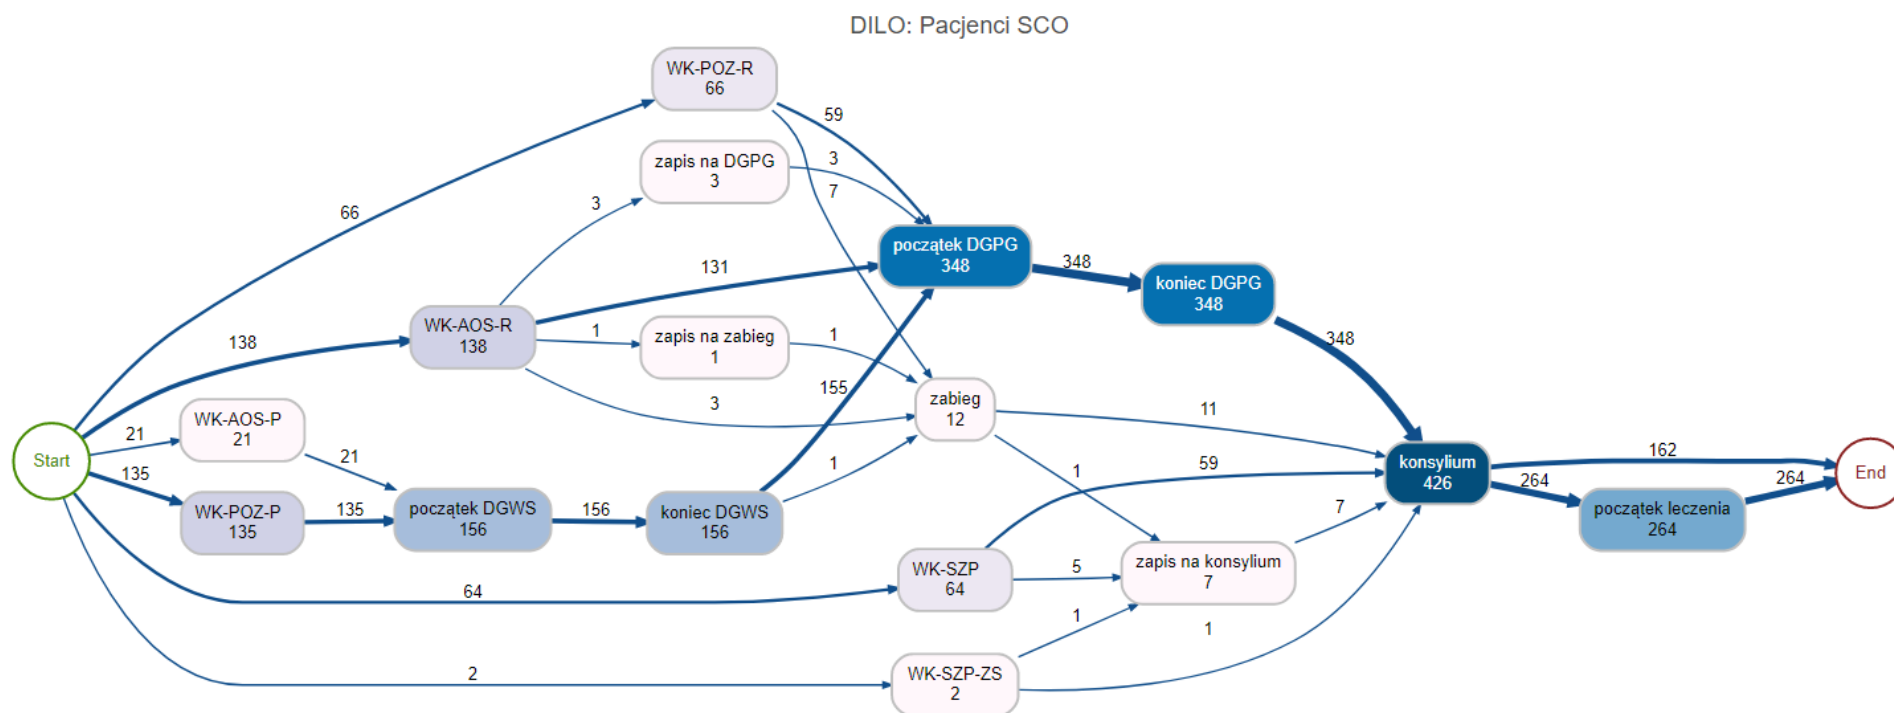 DILO: Pacjenci SCO
WK-POZ-R
66
59
zapis na DGPG
3
3
7
3
66
początek DGPG
348
348
koniec DGPG
348
131
138
WK-AOS-R
138
1
zapis na zabieg
1
1
348
155
3
zabieg
12
11
WK-AOS-P
21
21
21
Start
135
WK-POZ-P
135
135
początek DGWS
156
156
koniec DGWS
156
1
59
1
konsylium
426
162
264
264
End
początek leczenia
264
7
WK-SZP
64
5
zapis na konsylium
7
64
1
1
2
WK-SZP-ZS
2